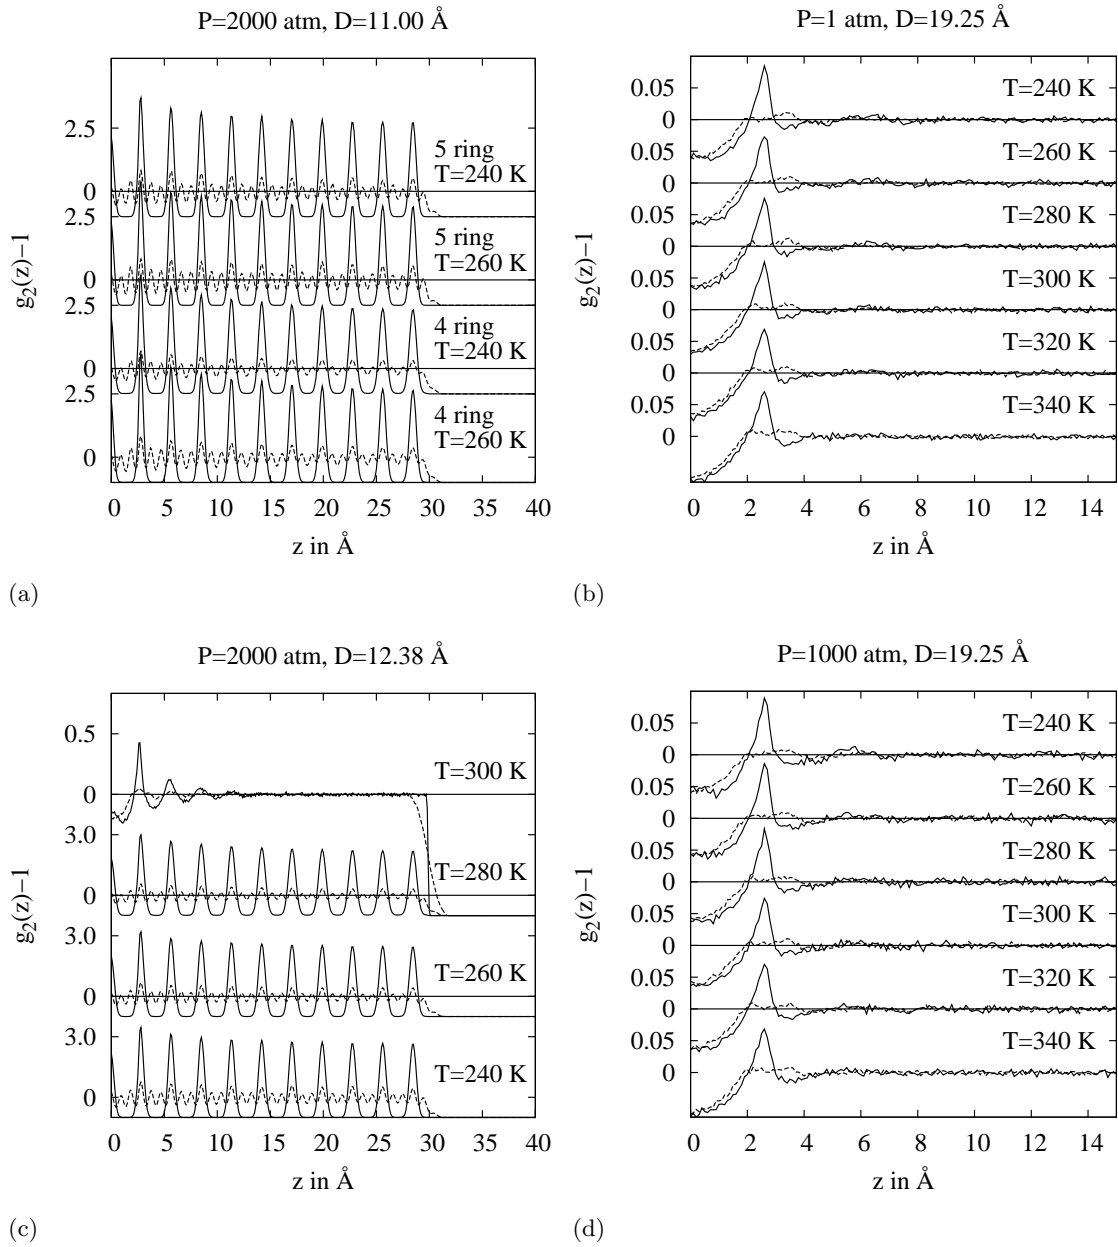 P=2000 atm, D=11.00 Å
2.5
0
2.5
0
2.5
0
2.5
0
5 ring
T=240 K
5 ring
T=260 K
4 ring
T=240 K
4 ring
T=260 K
g₂(z)−1
0 5 10 15 20 25 30 35 40
z in Å
(a)
P=1 atm, D=19.25 Å
0.05
0
0.05
0
0.05
0
0.05
0
0.05
0
0.05
0
T=240 K
T=260 K
T=280 K
T=300 K
T=320 K
T=340 K
g₂(z)−1
0 2 4 6 8 10 12 14
z in Å
(b)
P=2000 atm, D=12.38 Å
0.5
0
3.0
0
3.0
0
3.0
0
T=300 K
T=280 K
T=260 K
T=240 K
g₂(z)−1
0 5 10 15 20 25 30 35 40
z in Å
(c)
P=1000 atm, D=19.25 Å
0.05
0
0.05
0
0.05
0
0.05
0
0.05
0
0.05
0
T=240 K
T=260 K
T=280 K
T=300 K
T=320 K
T=340 K
g₂(z)−1
0 2 4 6 8 10 12 14
z in Å
(d)